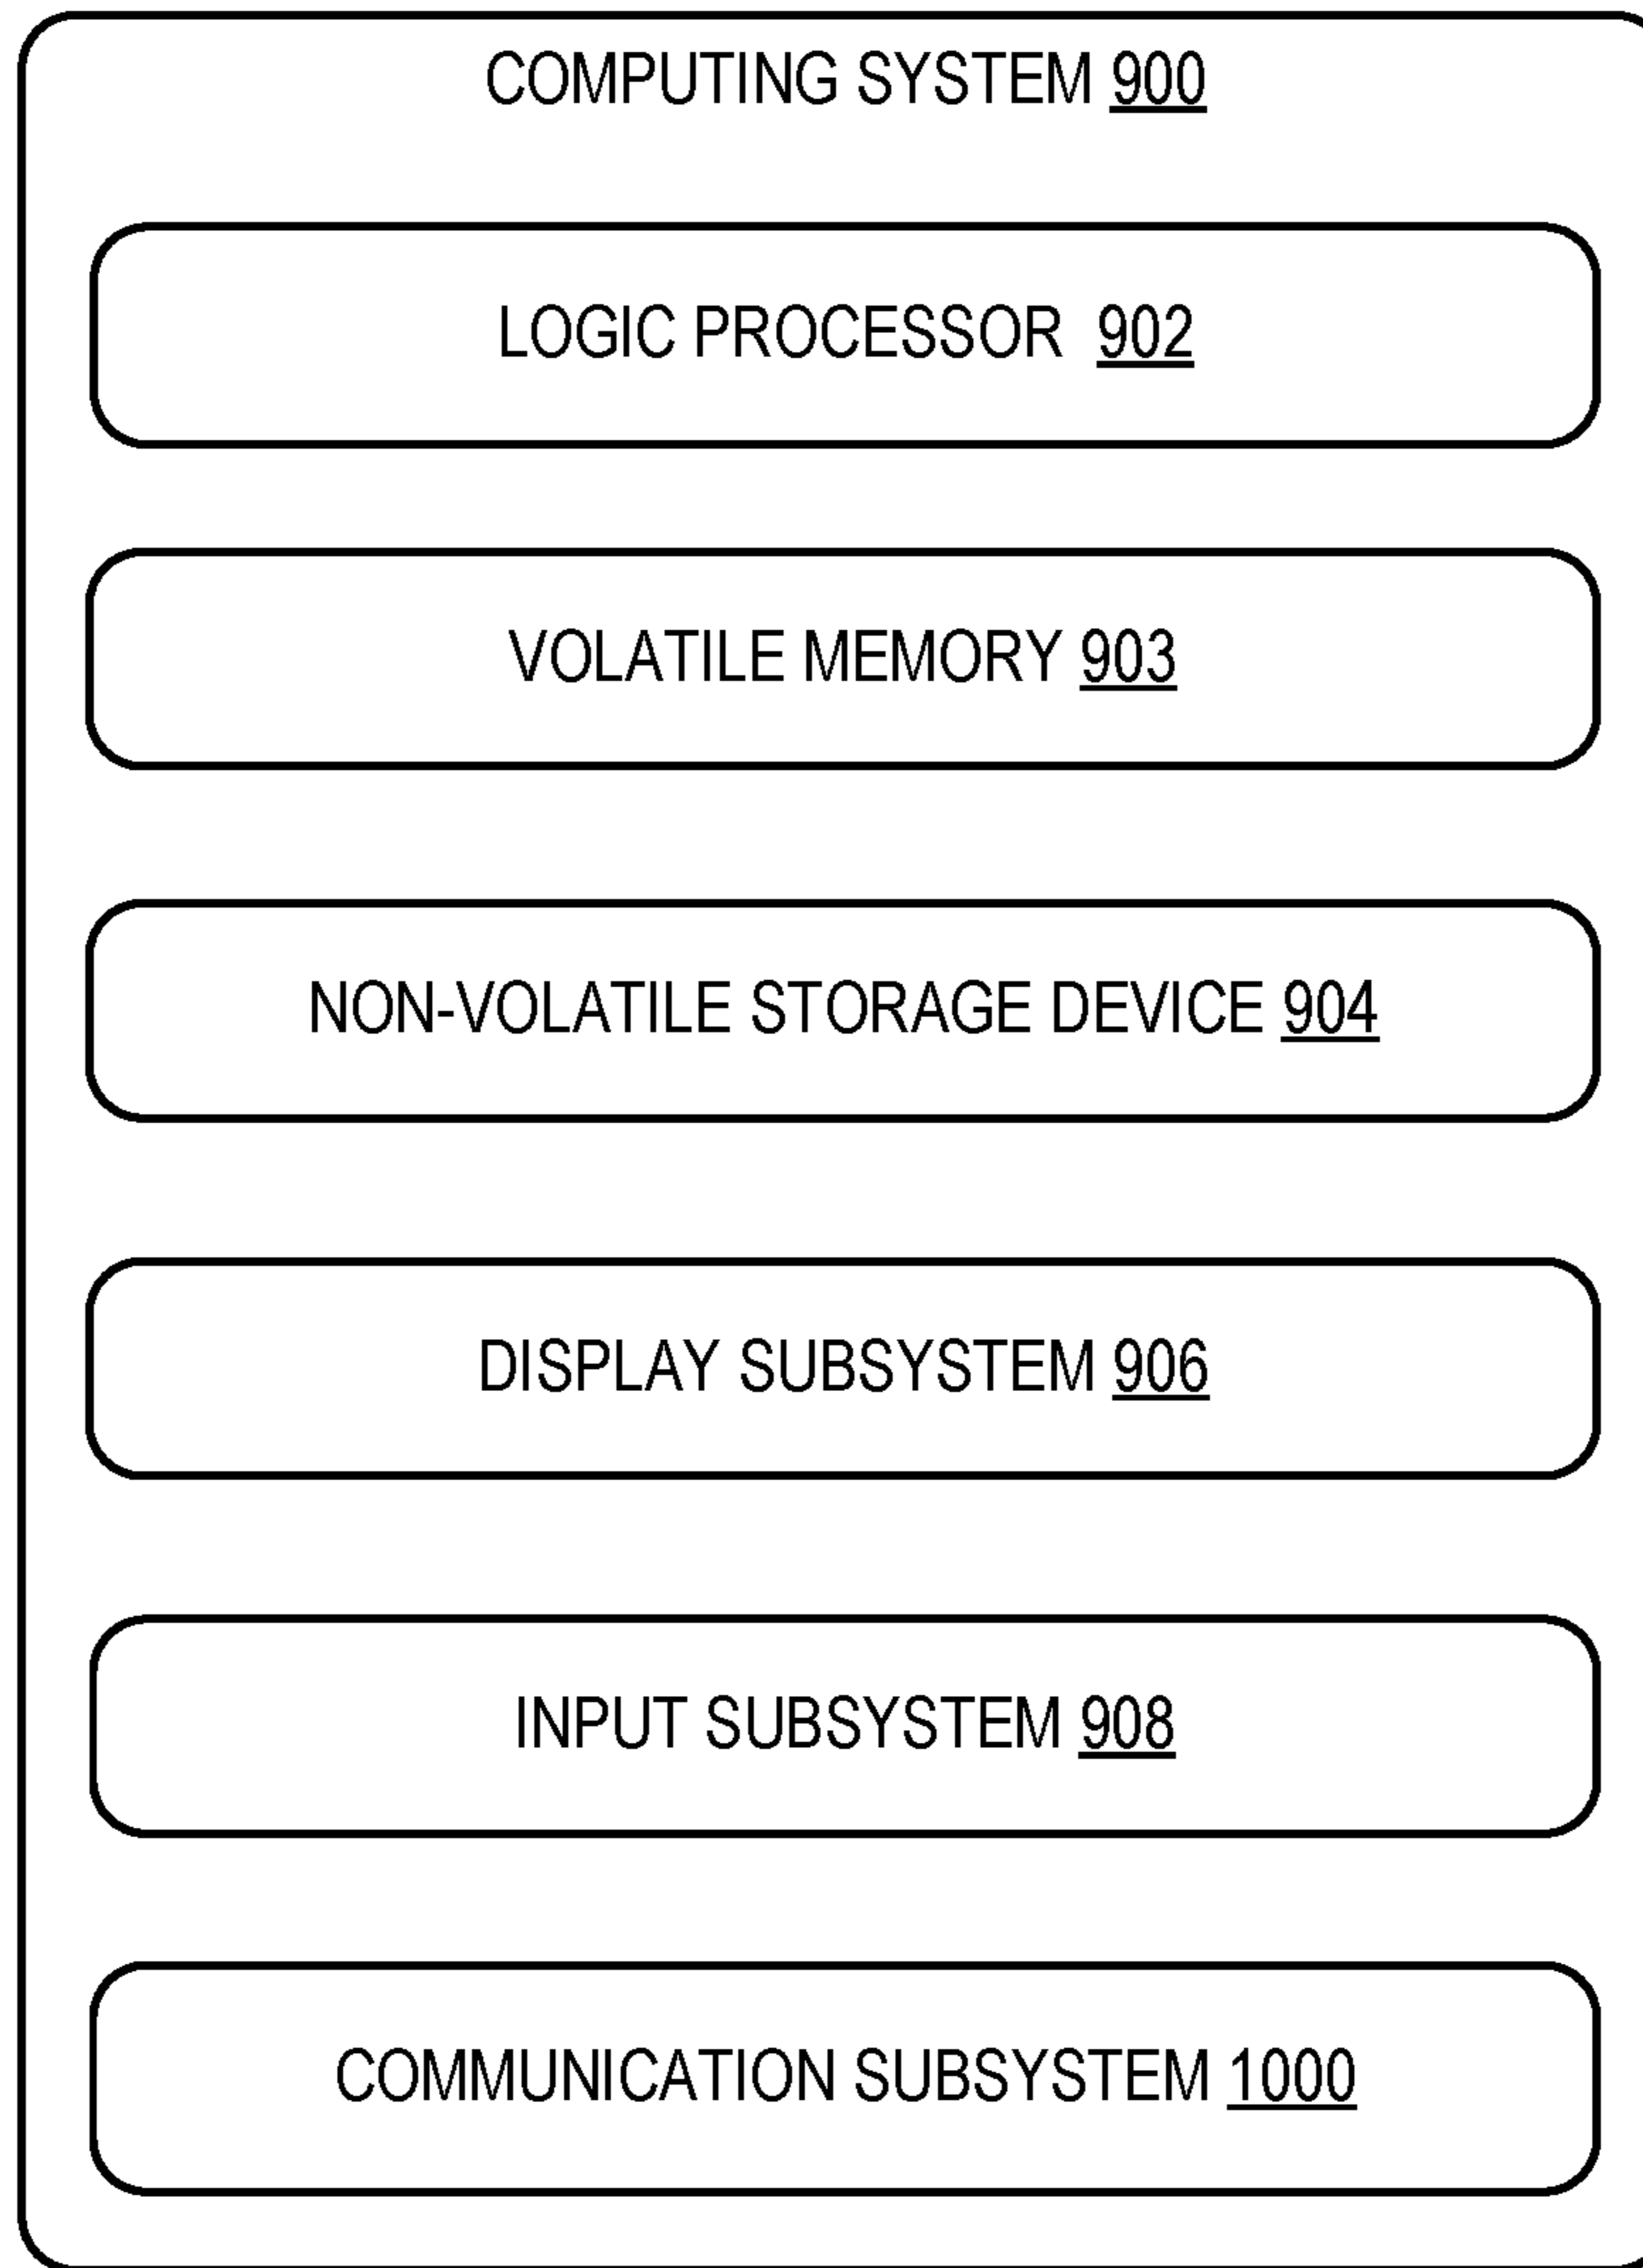 COMPUTING SYSTEM 900
LOGIC PROCESSOR 902
VOLATILE MEMORY 903
NON-VOLATILE STORAGE DEVICE 904
DISPLAY SUBSYSTEM 906
INPUT SUBSYSTEM 908
COMMUNICATION SUBSYSTEM 1000